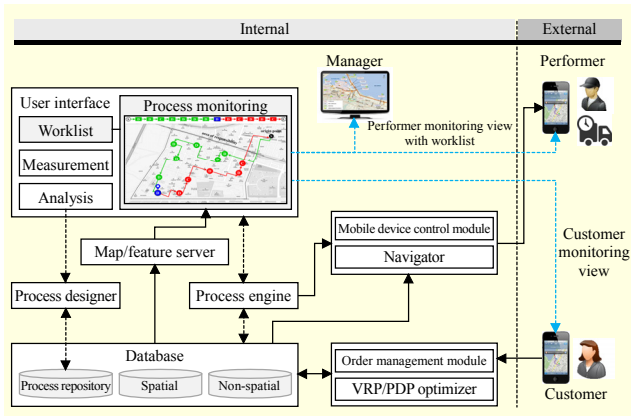 Internal
External
Manager
Performer
User interface
Process monitoring
Worklist
Measurement
Analysis
Performer monitoring view
with worklist
Mobile device control module
Navigator
Customer
monitoring
view
Map/feature server
Process designer
Process engine
Database
Process repository
Spatial
Non-spatial
Order management module
VRP/PDP optimizer
Customer